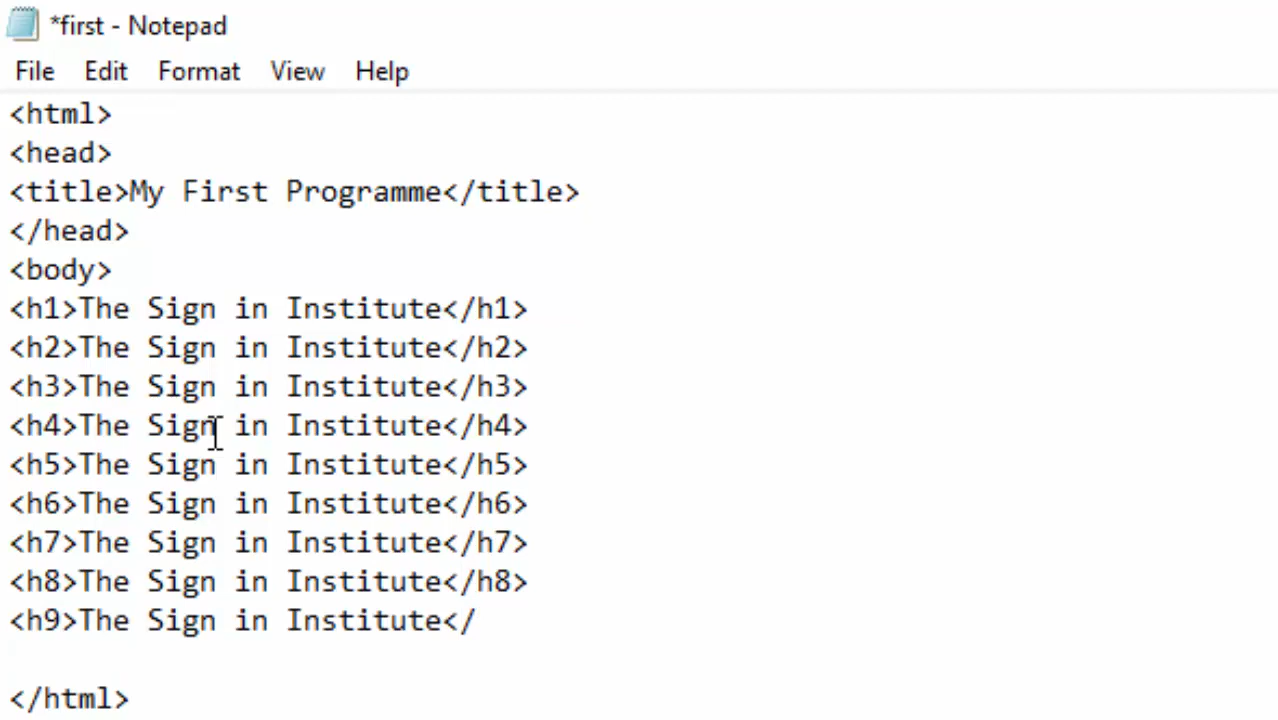 *first - Notepad
File Edit Format View Help
<html>
<head>
<title>My First Programme</title>
</head>
<body>
<h1>The Sign in Institute</h1>
<h2>The Sign in Institute</h2>
<h3>The Sign in Institute</h3>
<h4>The Sign in Institute</h4>
<h5>The Sign in Institute</h5>
<h6>The Sign in Institute</h6>
<h7>The Sign in Institute</h7>
<h8>The Sign in Institute</h8>
<h9>The Sign in Institute</
</html>